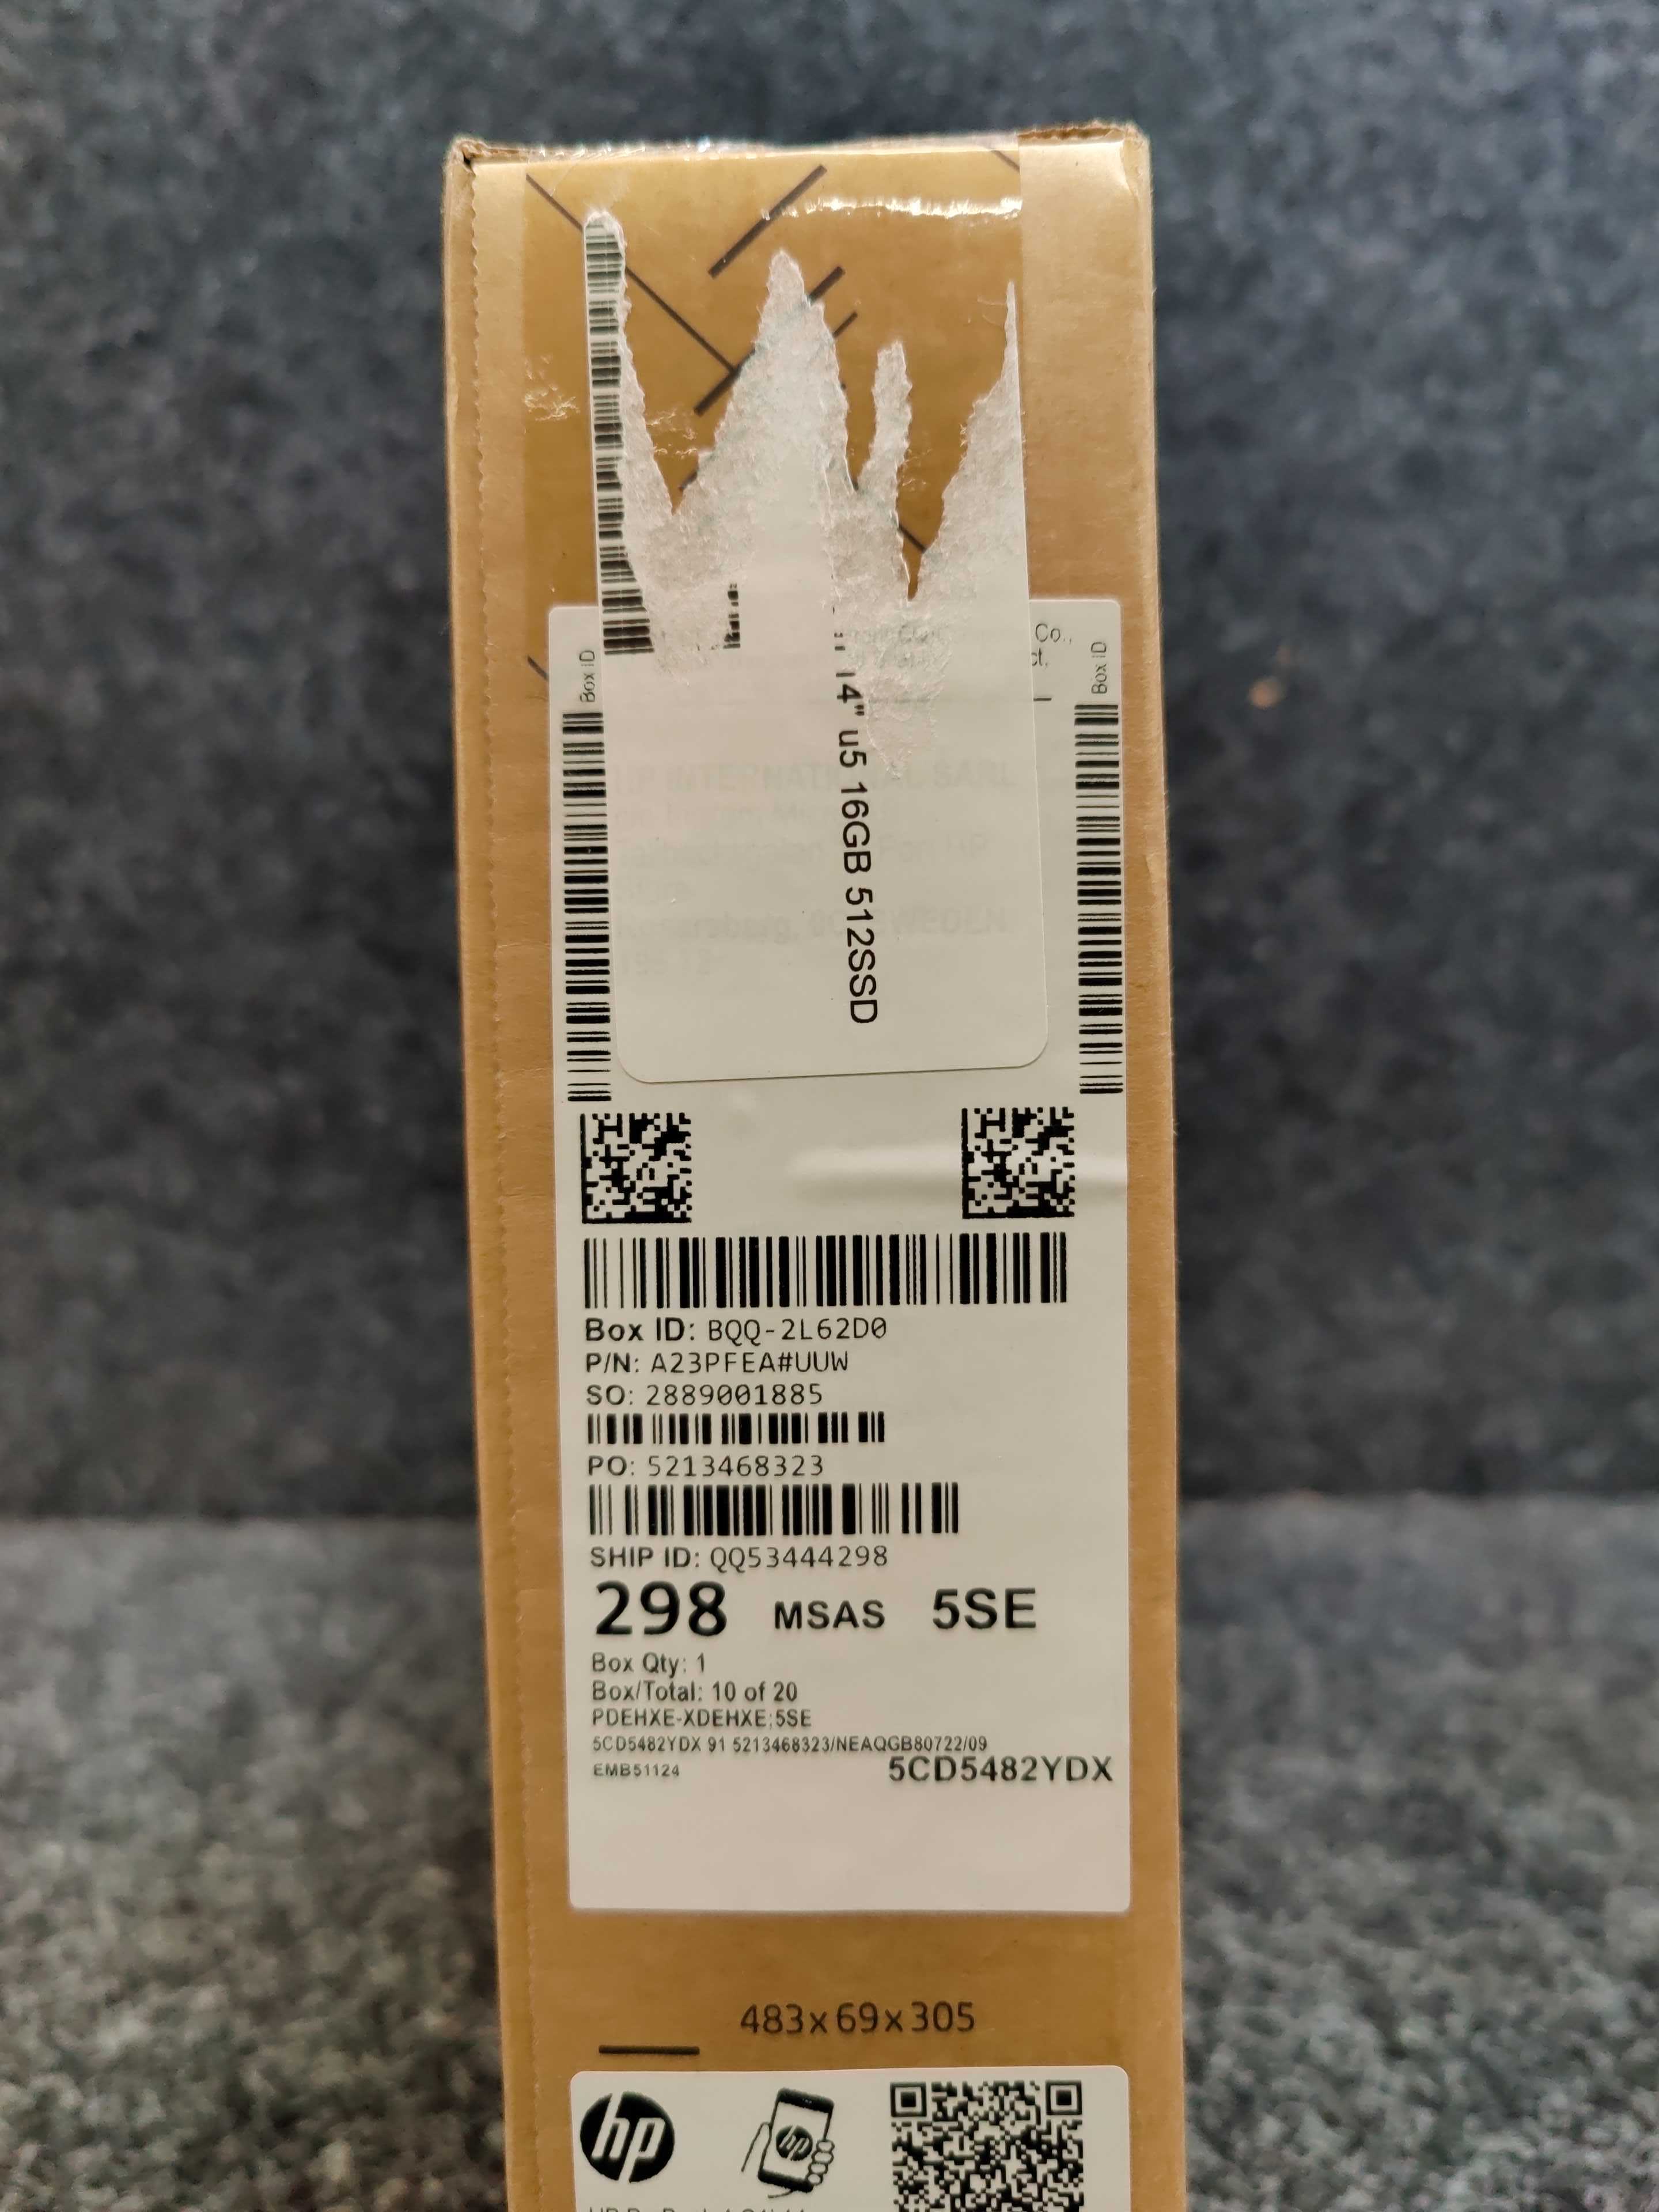 Co.,
ct.
Box ID
Box ID
14" u5 16GB 512SSD
HP INTERNATIONAL SARL
SWEDEN
Box ID: BQQ-2L62D0
P/N: A23PFEA#UUW
SO: 2889001885
PO: 5213468323
SHIP ID: QQ53444298
298 MSAS 5SE
Box Qty: 1
Box/Total: 10 of 20
PDEHXE-XDEHXE;5SE
5CD5482YDX 91 5213468323/NEAQGB80722/09
EMB51124 5CD5482YDX
483x69x305
hp
hp